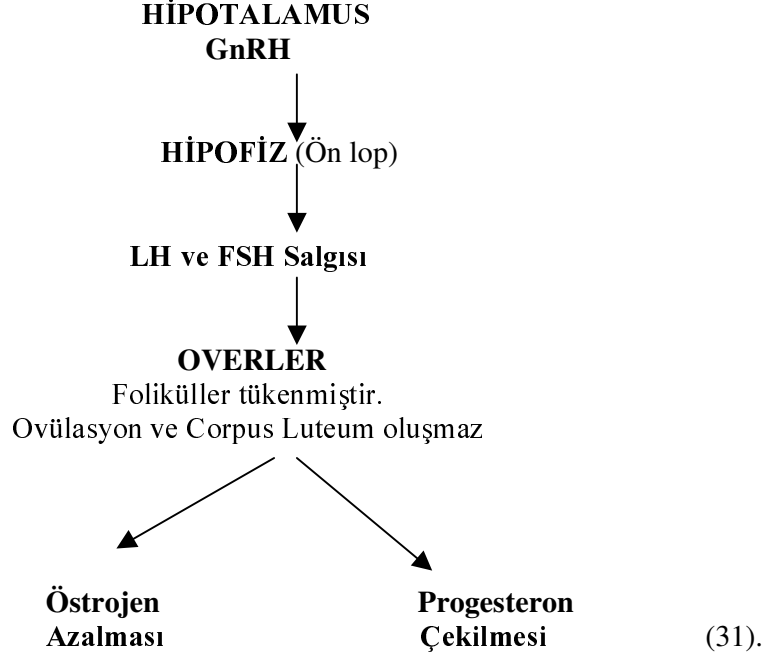 HİPOTALAMUS
GnRH
HİPOFİZ (Ön lop)
LH ve FSH Salgısı
OVERLER
Foliküller tükenmiştir.
Ovülasyon ve Corpus Luteum oluşmaz
Östrojen Progesteron
Azalması Çekilmesi (31).